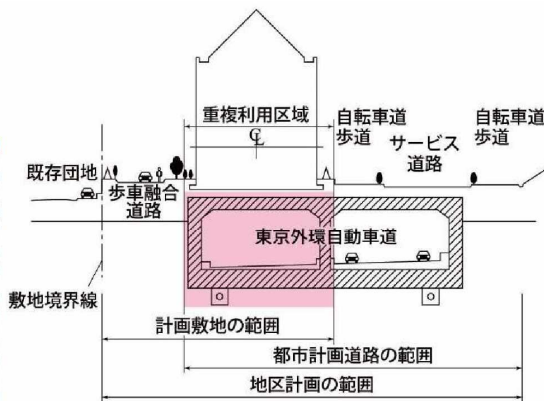 重複利用区域
℄
自転車道
歩道
サービス
道路
自転車道
歩道
既存団地
歩車融合
道路
東京外環自動車道
敷地境界線
計画敷地の範囲
都市計画道路の範囲
地区計画の範囲